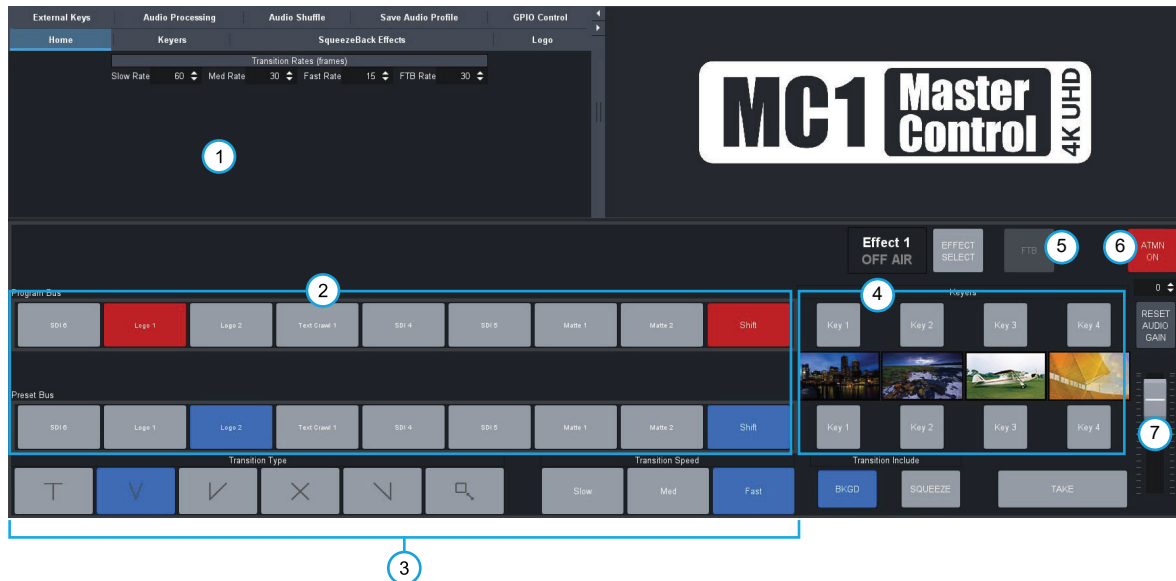 External Keys Audio Processing Audio Shuffle Save Audio Profile GPIO Control
Home Keyers SqueezeBack Effects Logo
Transition Rates (frames)
Slow Rate 60 Med Rate 30 Fast Rate 15 FTB Rate 30
1
MC1 Master Control 4K UHD
Effect 1
OFF AIR
EFFECT
SELECT
FTB
5
6
ATMN
ON
Program Bus
2
SDI 6 Logo 1 Logo 2 Text Crawl 1 SDI 4 SDI 5 Matte 1 Matte 2 Shift
Keyers
4
Key 1 Key 2 Key 3 Key 4
0
RESET
AUDIO
GAIN
Preset Bus
SDI 6 Logo 1 Logo 2 Text Crawl 1 SDI 4 SDI 5 Matte 1 Matte 2 Shift
Key 1 Key 2 Key 3 Key 4
7
Transition Type
Transition Speed
Slow Med Fast
Transition Include
BKGD SQUEEZE TAKE
3